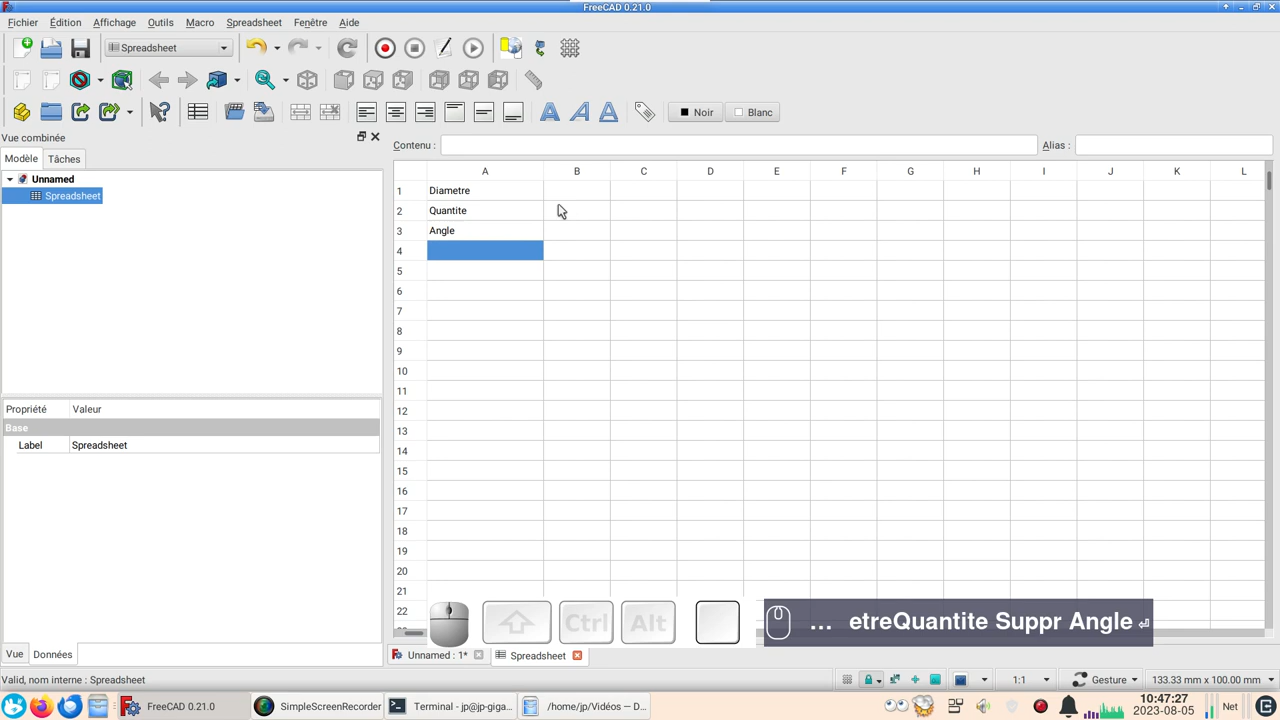 FreeCAD 0.21.0
Fichier Édition Affichage Outils Macro Spreadsheet Fenêtre Aide
Spreadsheet
Noir Blanc
Vue combinée
Contenu : Alias :
Modèle Tâches
Unnamed
Spreadsheet
A B C D E F G H I J K L
1 Diametre
2 Quantite
3 Angle
4
5
6
7
8
9
10
11
12
13
14
15
16
17
18
19
20
21
22
Propriété Valeur
Base
Label Spreadsheet
Ctrl Alt
... etreQuantite Suppr Angle ⏎
Vue Données
Unnamed : 1* Spreadsheet
Valid, nom interne : Spreadsheet
1:1 Gesture 133.33 mm × 100.00 mm
FreeCAD 0.21.0 SimpleScreenRecorder Terminal - jp@jp-giga... /home/jp/Vidéos — D...
Net
10:47:27
2023-08-05